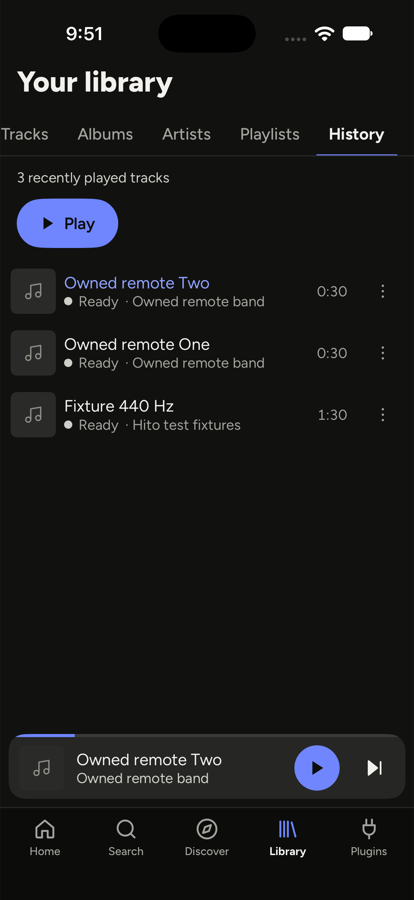 9:51
Your library
Tracks Albums Artists Playlists History
3 recently played tracks
Play
Owned remote Two
Ready · Owned remote band
0:30
Owned remote One
Ready · Owned remote band
0:30
Fixture 440 Hz
Ready · Hito test fixtures
1:30
Owned remote Two
Owned remote band
Home Search Discover Library Plugins